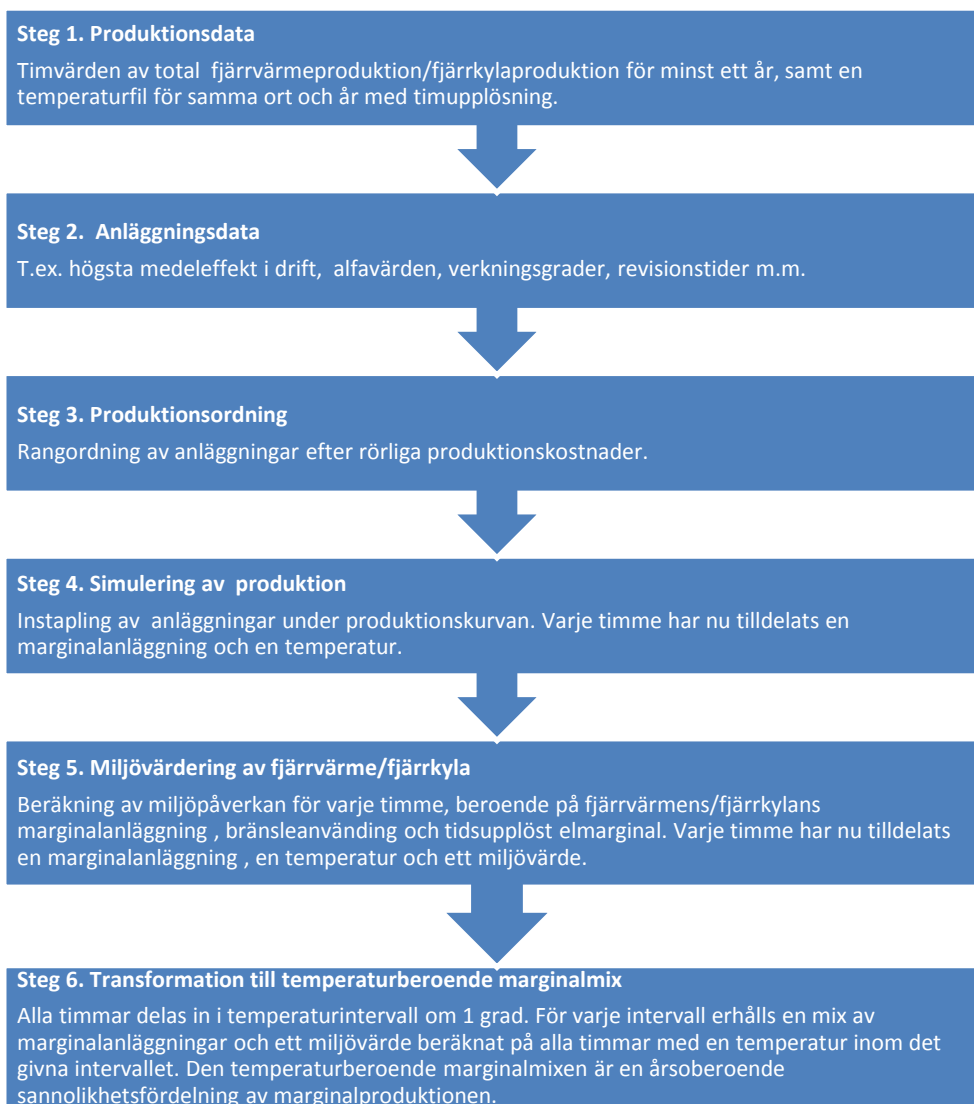 Steg 1. Produktionsdata
Timvärden av total fjärrvärmeproduktion/fjärrkylaproduktion för minst ett år, samt en
temperaturfil för samma ort och år med timupplösning.
Steg 2. Anläggningsdata
T.ex. högsta medeleffekt i drift, alfavärden, verkningsgrader, revisionstider m.m.
Steg 3. Produktionsordning
Rangordning av anläggningar efter rörliga produktionskostnader.
Steg 4. Simulering av produktion
Instapling av anläggningar under produktionskurvan. Varje timme har nu tilldelats en
marginalanläggning och en temperatur.
Steg 5. Miljövärdering av fjärrvärme/fjärrkyla
Beräkning av miljöpåverkan för varje timme, beroende på fjärrvärmens/fjärrkylans
marginalanläggning , bränsleanvänding och tidsupplöst elmarginal. Varje timme har nu tilldelats
en marginalanläggning , en temperatur och ett miljövärde.
Steg 6. Transformation till temperaturberoende marginalmix
Alla timmar delas in i temperaturintervall om 1 grad. För varje intervall erhålls en mix av
marginalanläggningar och ett miljövärde beräknat på alla timmar med en temperatur inom det
givna intervallet. Den temperaturberoende marginalmixen är en årsoberoende
sannolikhetsfördelning av marginalproduktionen.